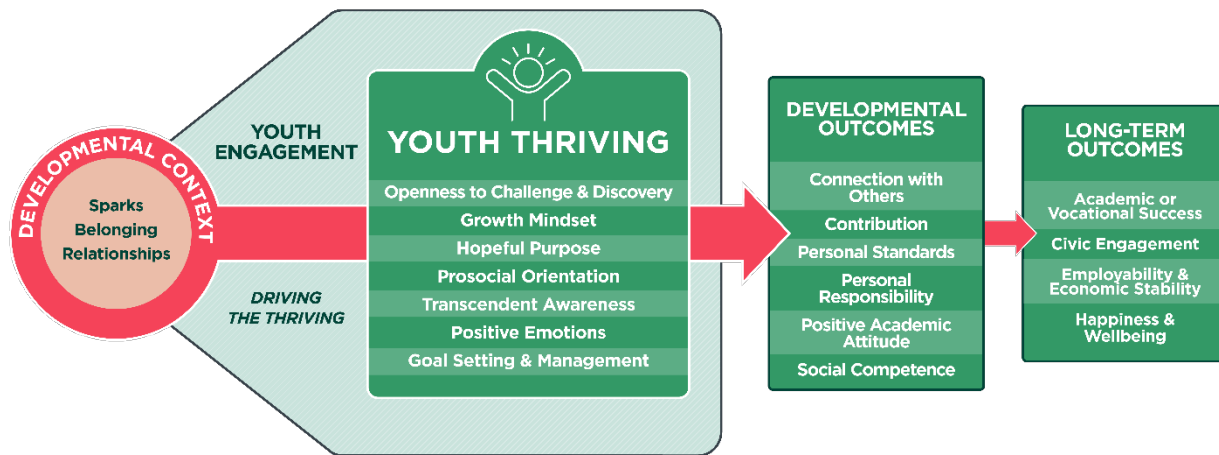 DEVELOPMENTAL CONTEXT
Sparks
Belonging
Relationships
YOUTH
ENGAGEMENT
DRIVING
THE THRIVING
YOUTH THRIVING
Openness to Challenge & Discovery
Growth Mindset
Hopeful Purpose
Prosocial Orientation
Transcendent Awareness
Positive Emotions
Goal Setting & Management
DEVELOPMENTAL
OUTCOMES
Connection with
Others
Contribution
Personal Standards
Personal
Responsibility
Positive Academic
Attitude
Social Competence
LONG-TERM
OUTCOMES
Academic or
Vocational Success
Civic Engagement
Employability &
Economic Stability
Happiness &
Wellbeing